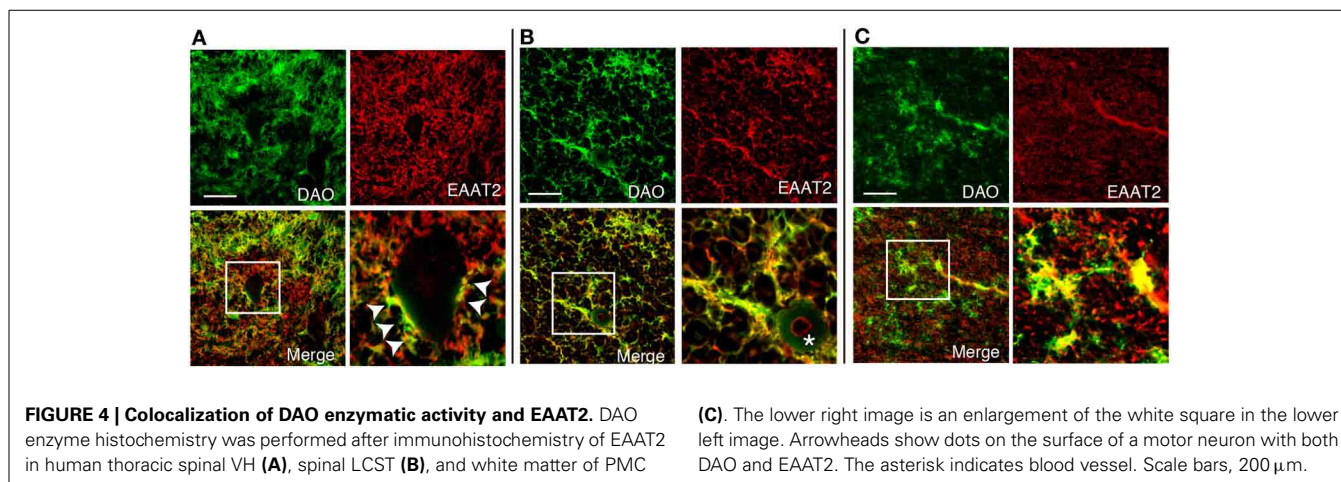 A
B
C
DAO
EAAT2
DAO
EAAT2
DAO
EAAT2
Merge
Merge
*
Merge
FIGURE 4 | Colocalization of DAO enzymatic activity and EAAT2. DAO
enzyme histochemistry was performed after immunohistochemistry of EAAT2
in human thoracic spinal VH (A), spinal LCST (B), and white matter of PMC
(C). The lower right image is an enlargement of the white square in the lower
left image. Arrowheads show dots on the surface of a motor neuron with both
DAO and EAAT2. The asterisk indicates blood vessel. Scale bars, 200 μm.